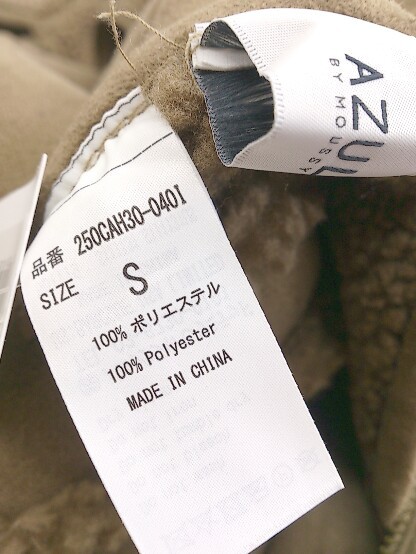 AZUL
BY MOUSSY
品番 250CAH30-040I
SIZE S
100% ポリエステル
100% Polyester
MADE IN CHINA